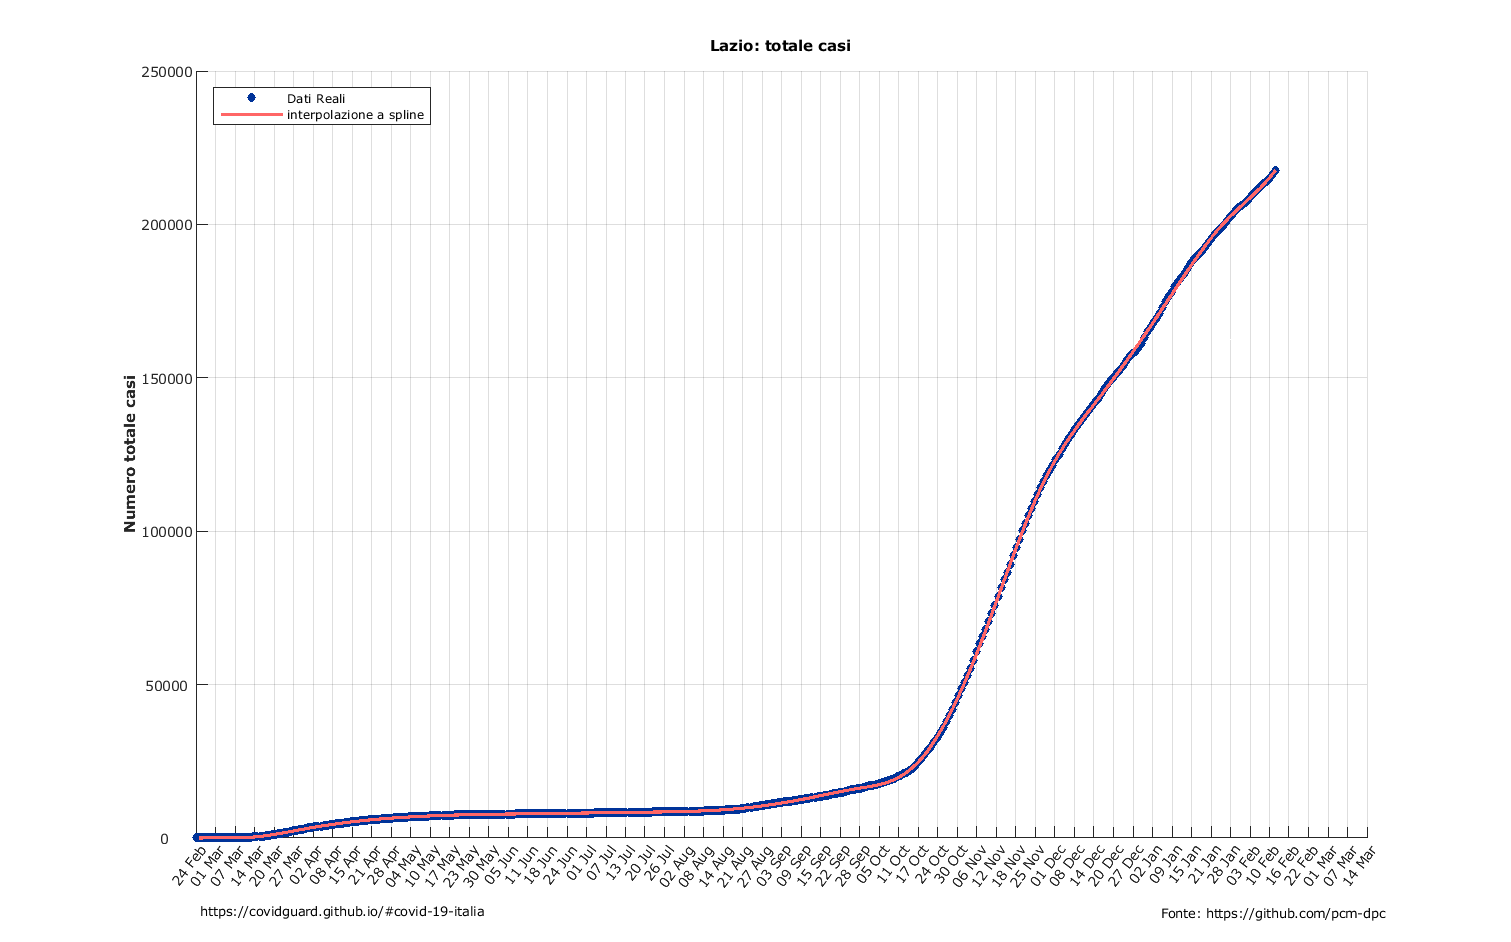 Lazio: totale casi
250000
200000
150000
100000
50000
0
Numero totale casi
Dati Reali
interpolazione a spline
24 Feb
01 Mar
07 Mar
14 Mar
20 Mar
27 Mar
02 Apr
08 Apr
15 Apr
21 Apr
28 Apr
04 May
10 May
17 May
23 May
30 May
05 Jun
11 Jun
18 Jun
24 Jun
01 Jul
07 Jul
13 Jul
20 Jul
26 Jul
02 Aug
08 Aug
14 Aug
21 Aug
27 Aug
03 Sep
09 Sep
15 Sep
22 Sep
28 Oct
05 Oct
11 Oct
17 Oct
24 Oct
30 Oct
06 Nov
12 Nov
18 Nov
25 Nov
01 Dec
08 Dec
14 Dec
20 Dec
27 Dec
02 Jan
09 Jan
15 Jan
21 Jan
28 Jan
03 Feb
10 Feb
16 Feb
22 Feb
01 Mar
07 Mar
14 Mar
https://covidguard.github.io/#covid-19-italia
Fonte: https://github.com/pcm-dpc